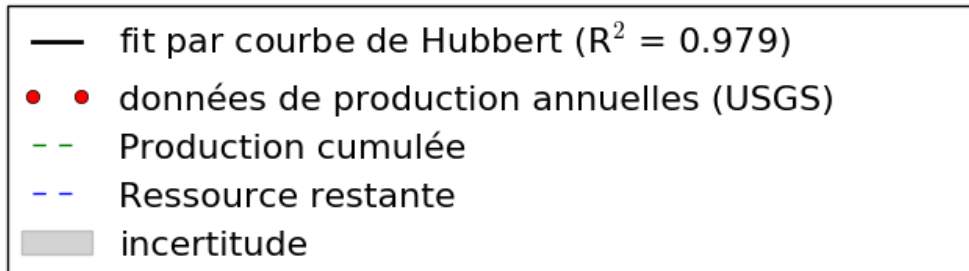 fit par courbe de Hubbert (R² = 0.979)
données de production annuelles (USGS)
Production cumulée
Ressource restante
incertitude